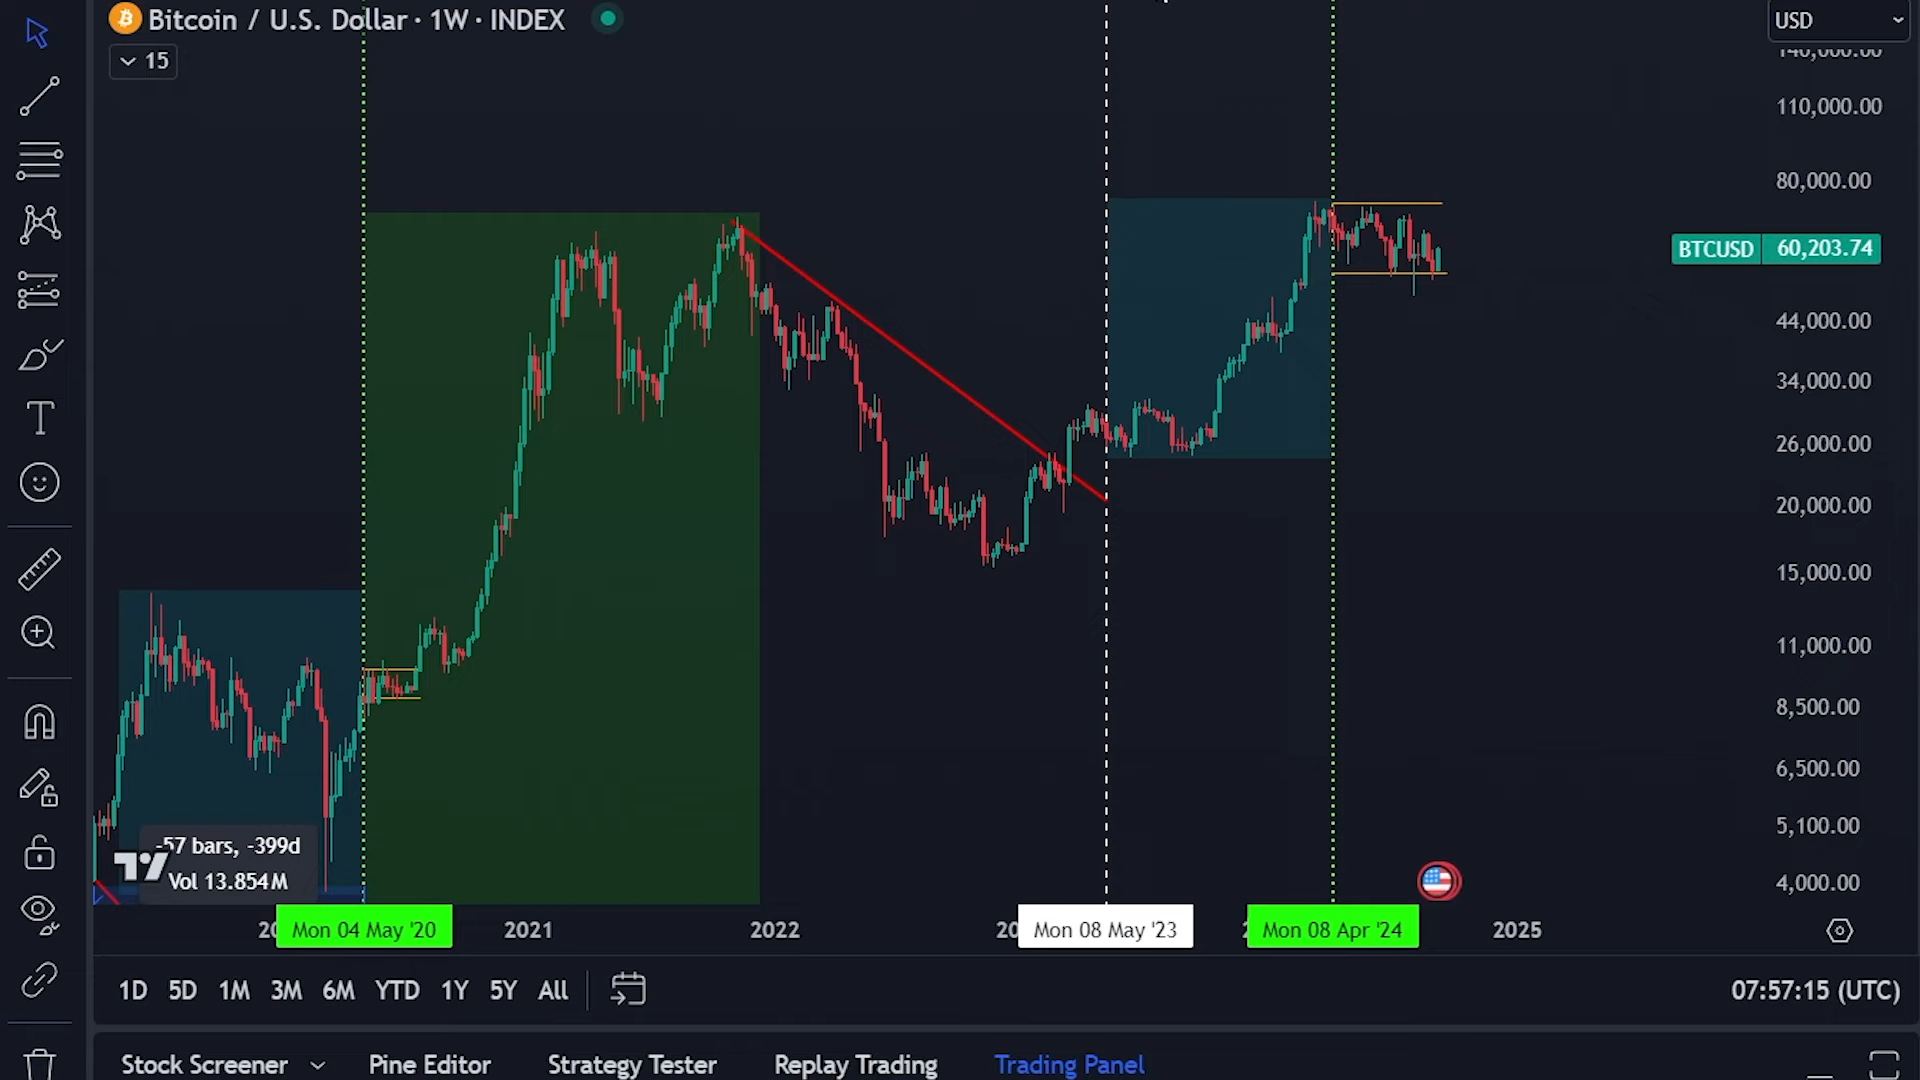 Bitcoin / U.S. Dollar · 1W · INDEX
15
USD
140,000.00
110,000.00
80,000.00
BTCUSD 60,203.74
44,000.00
34,000.00
26,000.00
20,000.00
15,000.00
11,000.00
8,500.00
6,500.00
5,100.00
4,000.00
-57 bars, -399d
Vol 13.854M
Mon 04 May '20
2021
2022
Mon 08 May '23
Mon 08 Apr '24
2025
1D 5D 1M 3M 6M YTD 1Y 5Y All
07:57:15 (UTC)
Stock Screener Pine Editor Strategy Tester Replay Trading Trading Panel